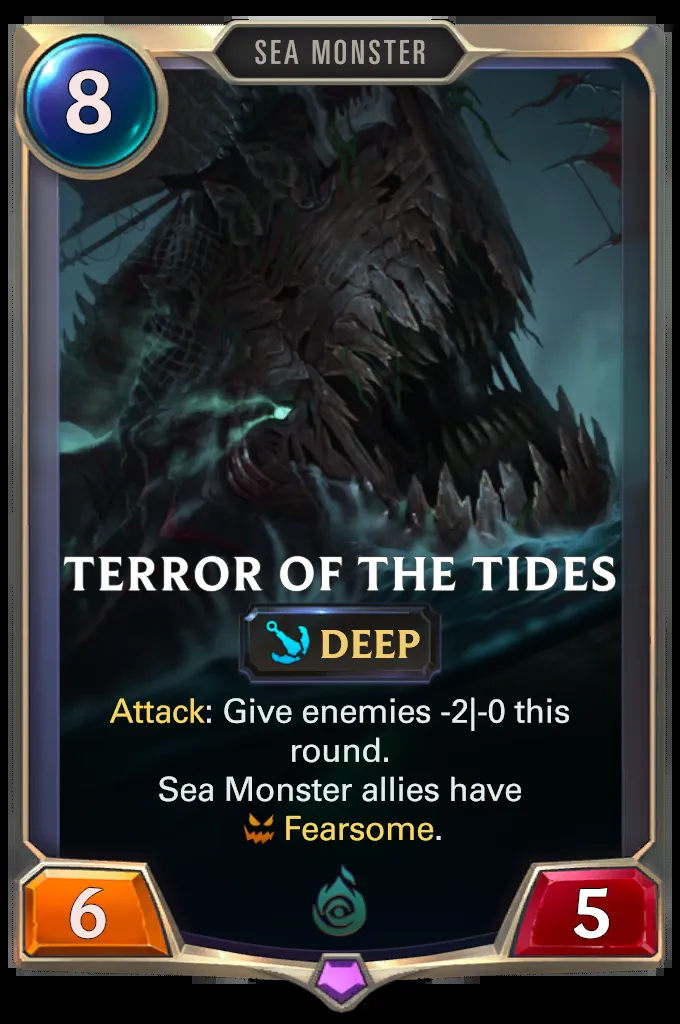 SEA MONSTER
8
TERROR OF THE TIDES
DEEP
Attack: Give enemies -2|-0 this
round.
Sea Monster allies have
Fearsome.
6
5